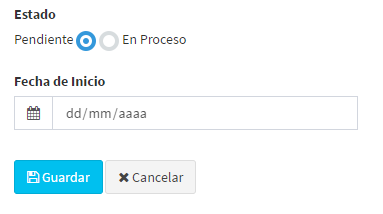 Estado
Pendiente En Proceso
Fecha de Inicio
dd/mm/aaaa
Guardar Cancelar